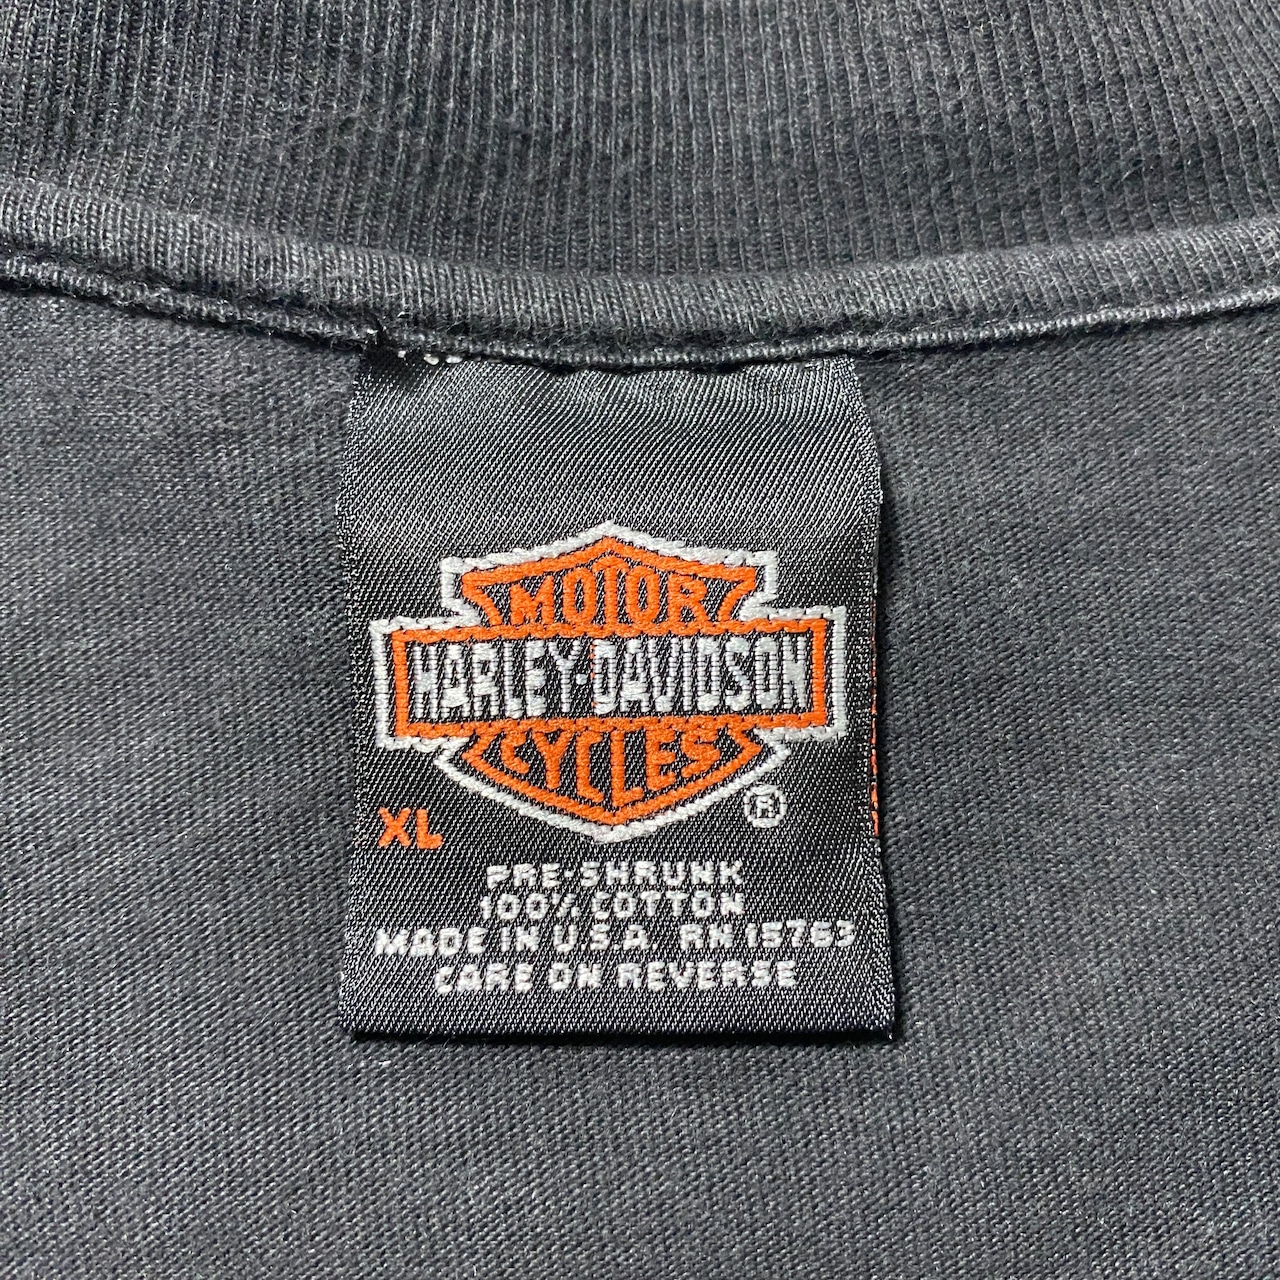 MOTOR
HARLEY-DAVIDSON
CYCLES
®
XL
PRE-SHRUNK
100% COTTON
MADE IN U.S.A. RN 15763
CARE ON REVERSE